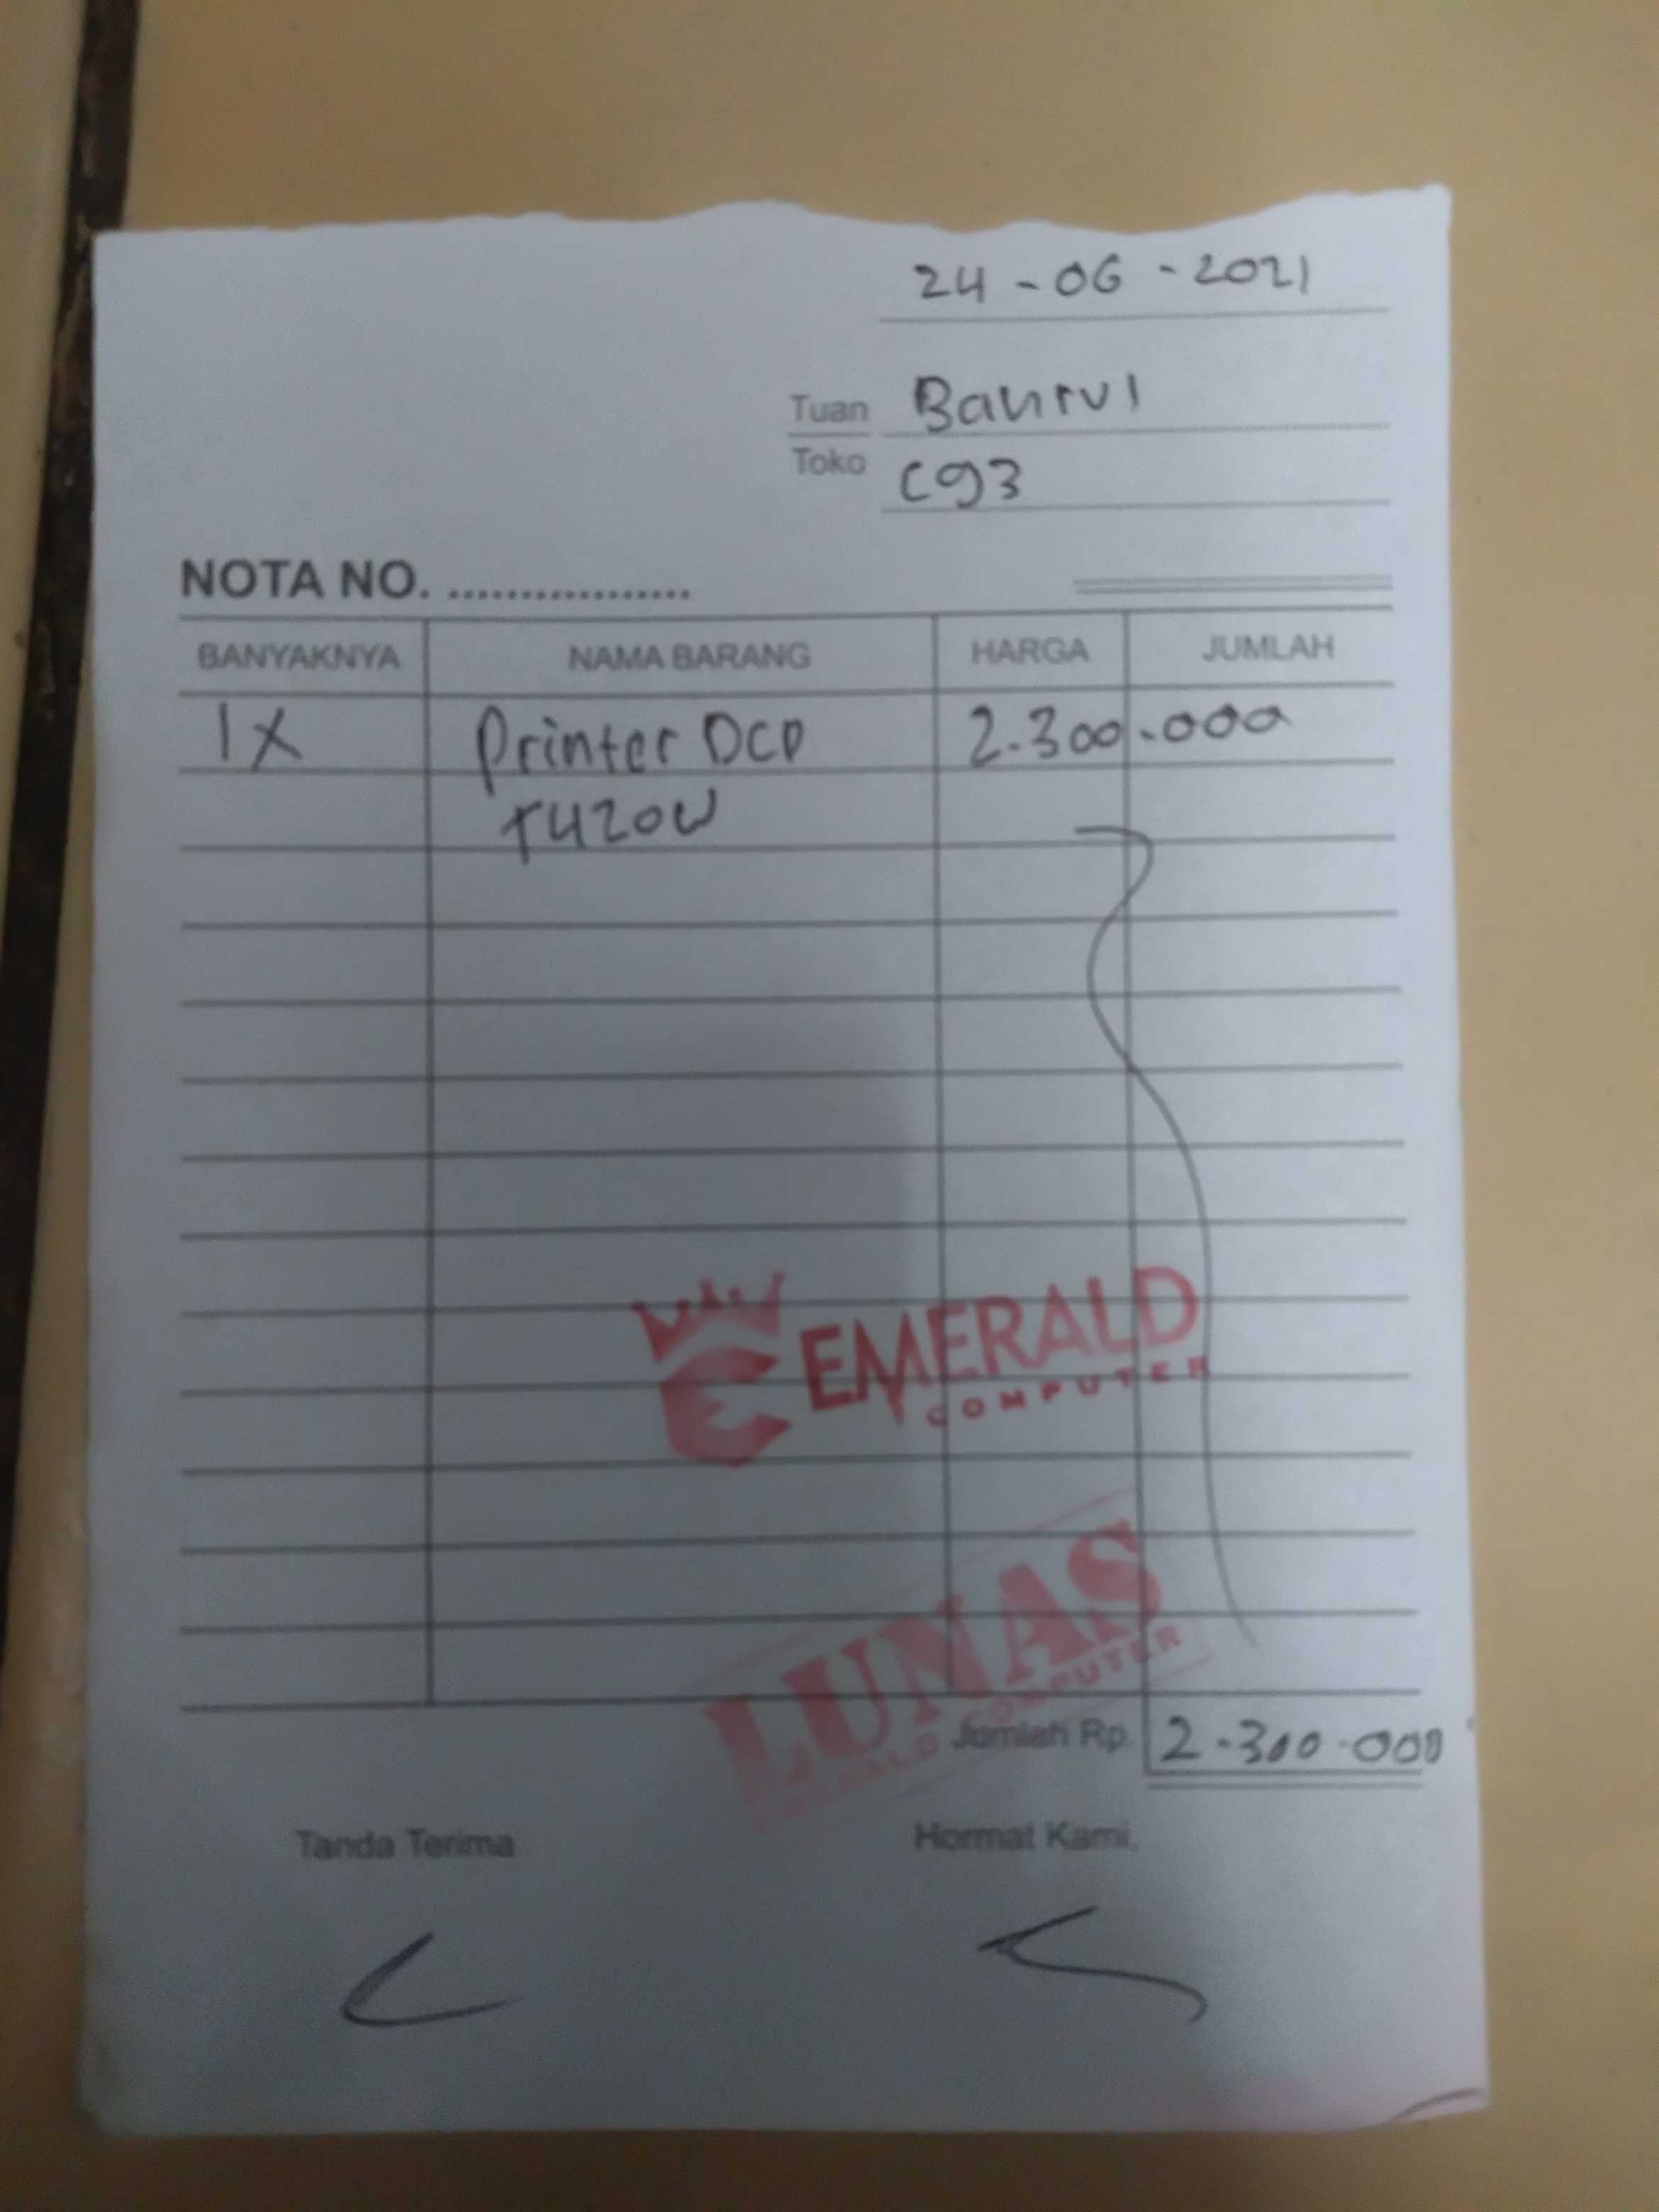 24-06-2021
Tuan Bahrul
Toko C93
NOTA NO. ..................
BANYAKNYA NAMA BARANG HARGA JUMLAH
1X Printer DCP 2.300.000
T420W
EMERALD
COMPUTER
LUNAS
EMERALD COMPUTER
Jumlah Rp. 2.300.000
Tanda Terima Hormat Kami,